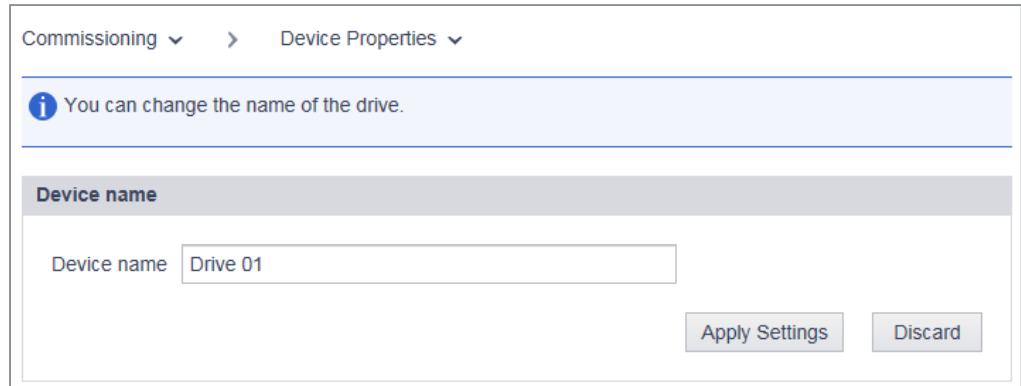 Commissioning > Device Properties
You can change the name of the drive.
Device name
Device name Drive 01
Apply Settings Discard